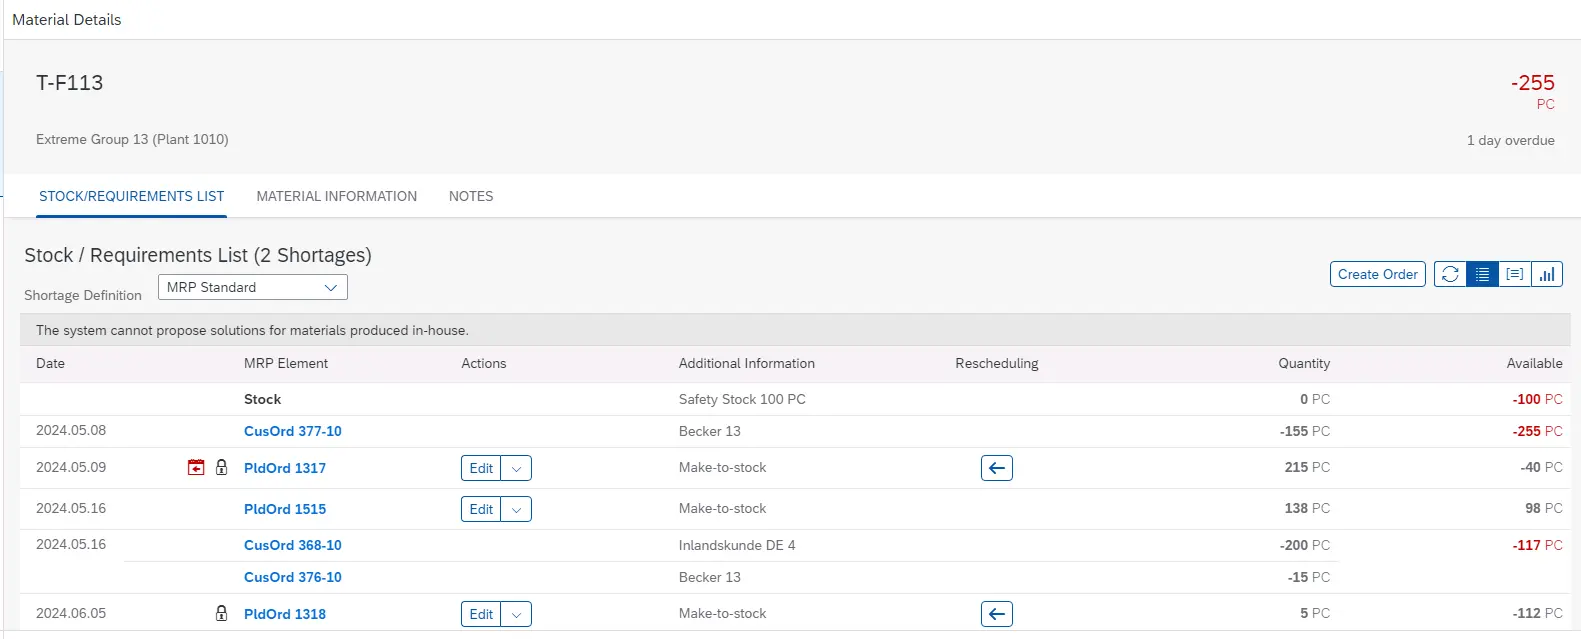 Material Details
T-F113
-255
PC
Extreme Group 13 (Plant 1010)
1 day overdue
STOCK/REQUIREMENTS LIST MATERIAL INFORMATION NOTES
Stock / Requirements List (2 Shortages)
Shortage Definition MRP Standard
Create Order
The system cannot propose solutions for materials produced in-house.
Date MRP Element Actions Additional Information Rescheduling Quantity Available
Stock Safety Stock 100 PC 0 PC -100 PC
2024.05.08 CusOrd 377-10 Becker 13 -155 PC -255 PC
2024.05.09 PldOrd 1317 Edit Make-to-stock 215 PC -40 PC
2024.05.16 PldOrd 1515 Edit Make-to-stock 138 PC 98 PC
2024.05.16 CusOrd 368-10 Inlandskunde DE 4 -200 PC -117 PC
CusOrd 376-10 Becker 13 -15 PC
2024.06.05 PldOrd 1318 Edit Make-to-stock 5 PC -112 PC